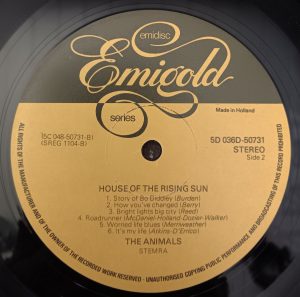 emidisc
Emigold
series
Made in Holland
(5C 048-50731-B)
(SREG 1104-B)
5D 036D-50731
STEREO
Side 2
HOUSE OF THE RISING SUN
1. Story of Bo Diddley (Burdon)
2. How you've changed (Berry)
3. Bright lights big city (Reed)
4. Roadrunner (McDaniel-Holland-Dozier-Walker)
5. Worried life blues (Merriweather)
6. It's my life (Atkins-D'Errico)
THE ANIMALS
STEMRA
ALL RIGHTS OF THE MANUFACTURER AND OF THE OWNER OF THE RECORDED WORK RESERVED - UNAUTHORISED COPYING PUBLIC PERFORMANCE AND BROADCASTING OF THIS RECORD PROHIBITED